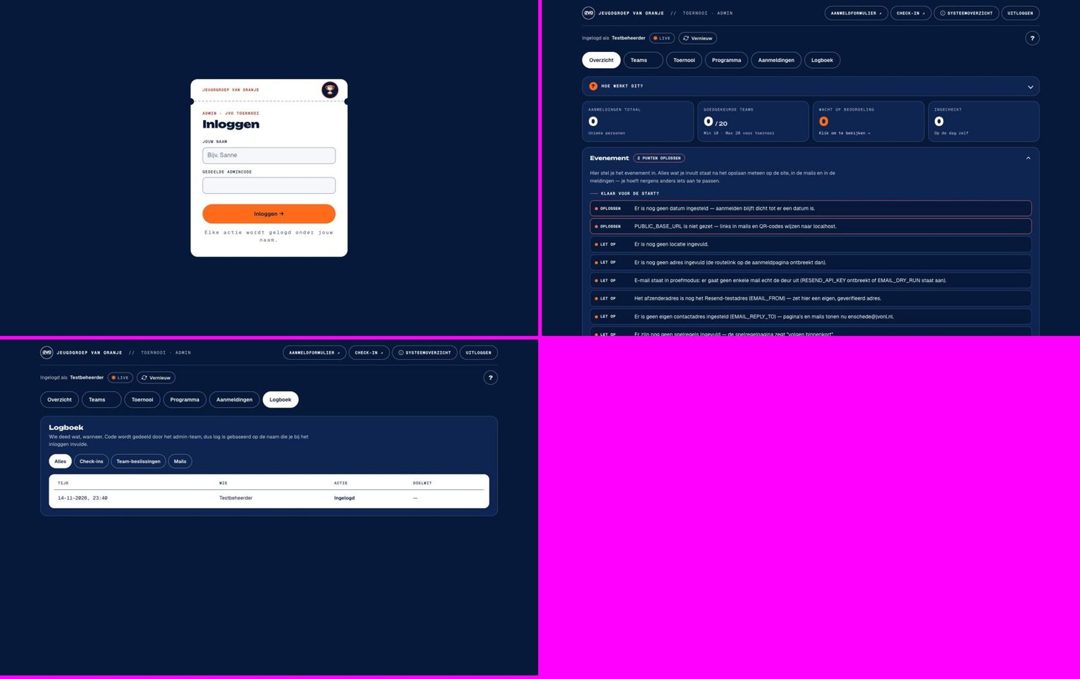 JEUGDGROEP VAN ORANJE
ADMIN · JVO TOERNOOI
Inloggen
JOUW NAAM
Bijv. Sanne
GEDEELDE ADMINCODE
Inloggen →
Elke actie wordt gelogd onder jouw
naam.
JEUGDGROEP VAN ORANJE // TOERNOOI · ADMIN
AANMELDFORMULIER
CHECK-IN
SYSTEEMOVERZICHT
UITLOGGEN
Ingelogd als Testbeheerder
LIVE
Vernieuw
?
Overzicht
Teams
Toernooi
Programma
Aanmeldingen
Logboek
HOE WERKT DIT?
AANMELDINGEN TOTAAL
0
Unieke personen
GOEDGEKEURDE TEAMS
0 / 20
Min 10 · Max 20 voor toernooi
WACHT OP BEOORDELING
0
Klik om te bekijken →
INGECHECKT
0
Op de dag zelf
Evenement
2 PUNTEN OPLOSSEN
Hier stel je het evenement in. Alles wat je invult staat na het opslaan meteen op de site, in de mails en in de
meldingen — je hoeft nergens anders iets aan te passen.
KLAAR VOOR DE START?
OPLOSSEN Er is nog geen datum ingesteld — aanmelden blijft dicht tot er een datum is.
OPLOSSEN PUBLIC_BASE_URL is niet gezet — links in mails en QR-codes wijzen naar localhost.
LET OP Er is nog geen locatie ingevuld.
LET OP Er is nog geen adres ingevuld (de routelink op de aanmeldpagina ontbreekt dan).
LET OP E-mail staat in proefmodus: er gaat geen enkele mail echt de deur uit (RESEND_API_KEY ontbreekt of EMAIL_DRY_RUN staat aan).
LET OP Het afzenderadres is nog het Resend-testadres (EMAIL_FROM) — zet hier een eigen, geverifieerd adres.
LET OP Er is geen eigen contactadres ingesteld (EMAIL_REPLY_TO) — pagina's en mails tonen nu enschede@jvonl.nl.
LET OP Er zijn nog geen spelregels ingevuld — de spelregelpagina zegt "volgen binnenkort".
JEUGDGROEP VAN ORANJE // TOERNOOI · ADMIN
AANMELDFORMULIER
CHECK-IN
SYSTEEMOVERZICHT
UITLOGGEN
Ingelogd als Testbeheerder
LIVE
Vernieuw
?
Overzicht
Teams
Toernooi
Programma
Aanmeldingen
Logboek
Logboek
Wie deed wat, wanneer. Code wordt gedeeld door het admin-team, dus log is gebaseerd op de naam die je bij het
inloggen invulde.
Alles
Check-ins
Team-beslissingen
Mails
TIJD WIE ACTIE DOELWIT
14-11-2026, 23:40 Testbeheerder Ingelogd —